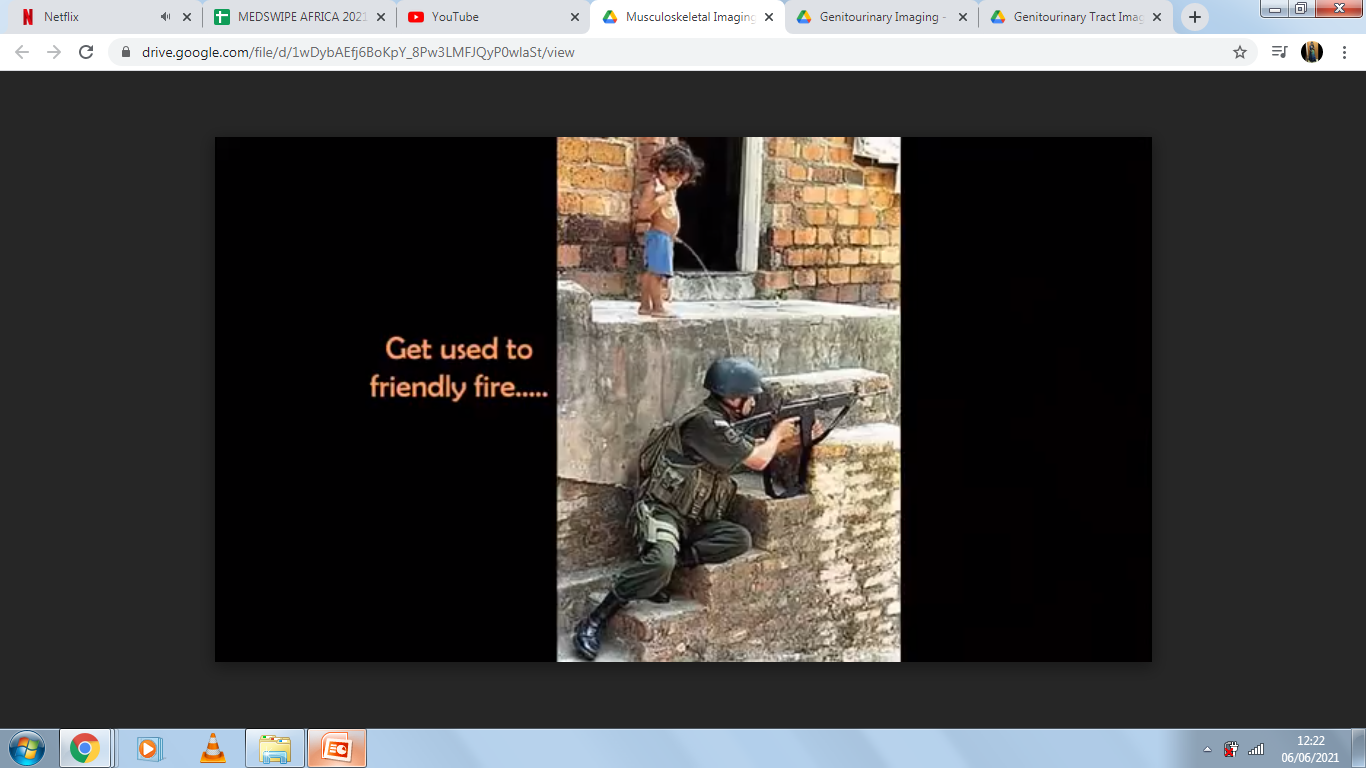 Netflix
MEDSWIPE AFRICA 2021
YouTube
Musculoskeletal Imaging
Genitourinary Imaging -
Genitourinary Tract Imag
drive.google.com/file/d/1wDybAEfj6BoKpY_8Pw3LMFJQyP0wIaSt/view
Get used to
friendly fire.....
12:22
06/06/2021